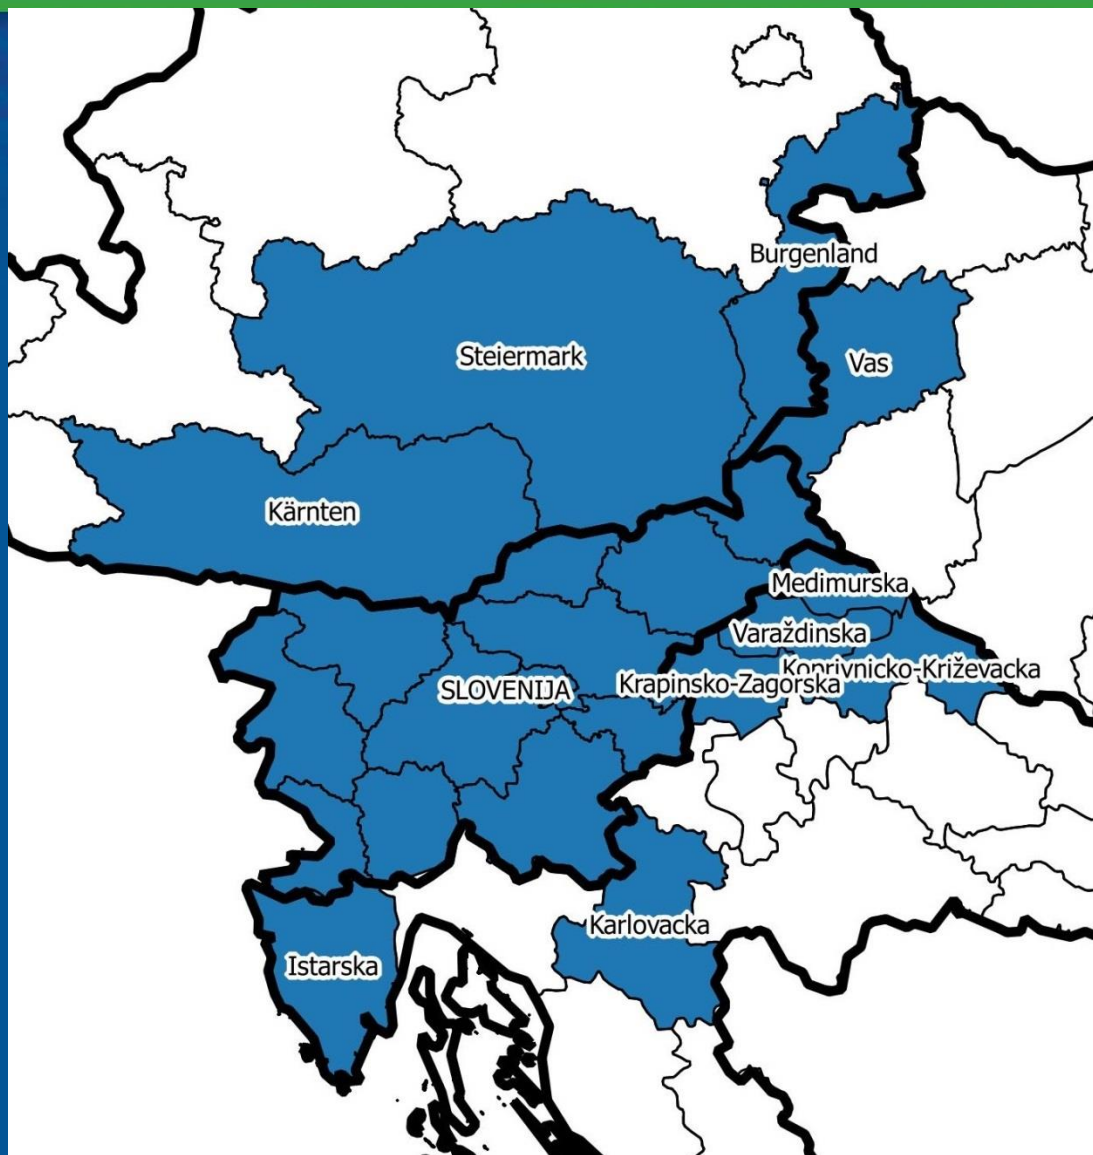 Burgenland
Steiermark
Vas
Kärnten
Medimurska
Varaždinska
Koprivnicko-Križevacka
Krapinsko-Zagorska
SLOVENIJA
Karlovacka
Istarska